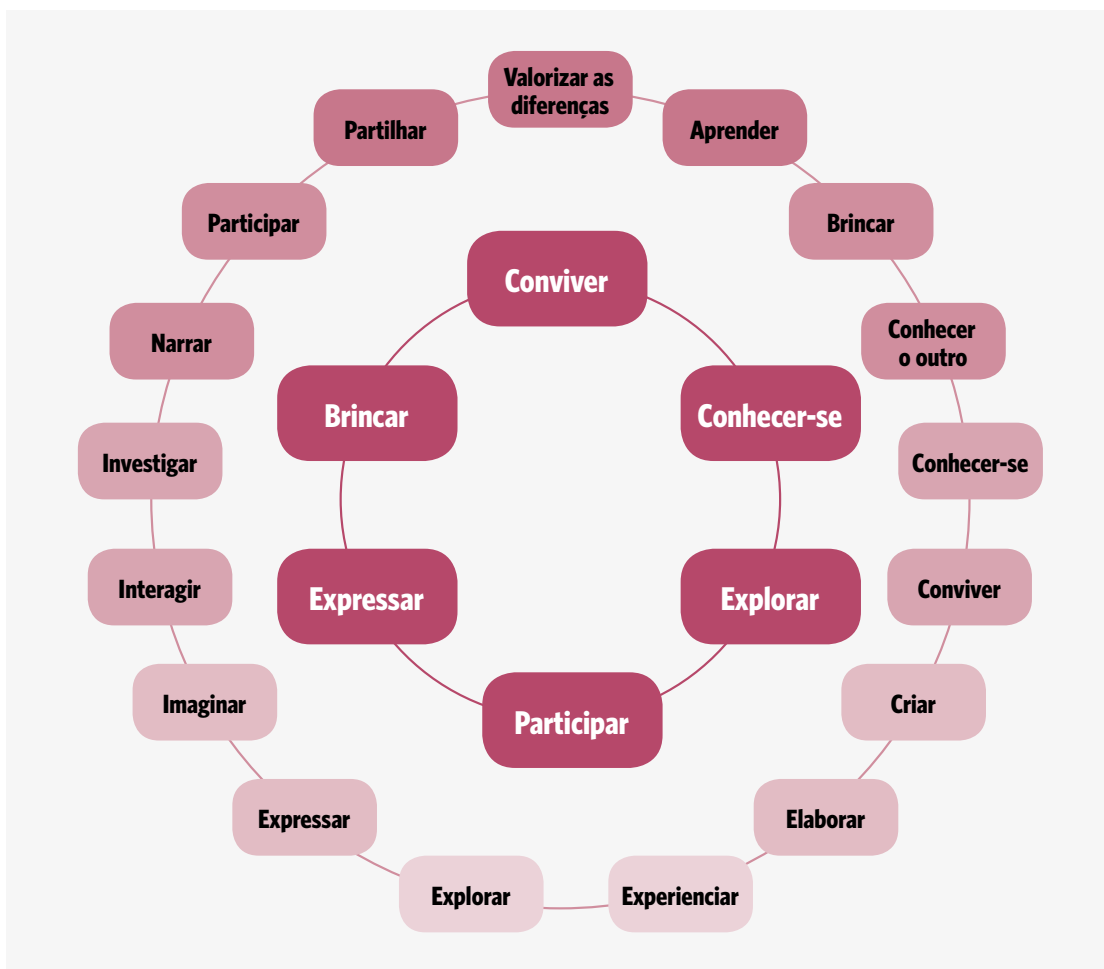 Valorizar as
diferenças
Aprender
Brincar
Conhecer
o outro
Conhecer-se
Conviver
Criar
Elaborar
Experienciar
Explorar
Expressar
Imaginar
Interagir
Investigar
Narrar
Participar
Partilhar
Conviver
Conhecer-se
Explorar
Participar
Expressar
Brincar